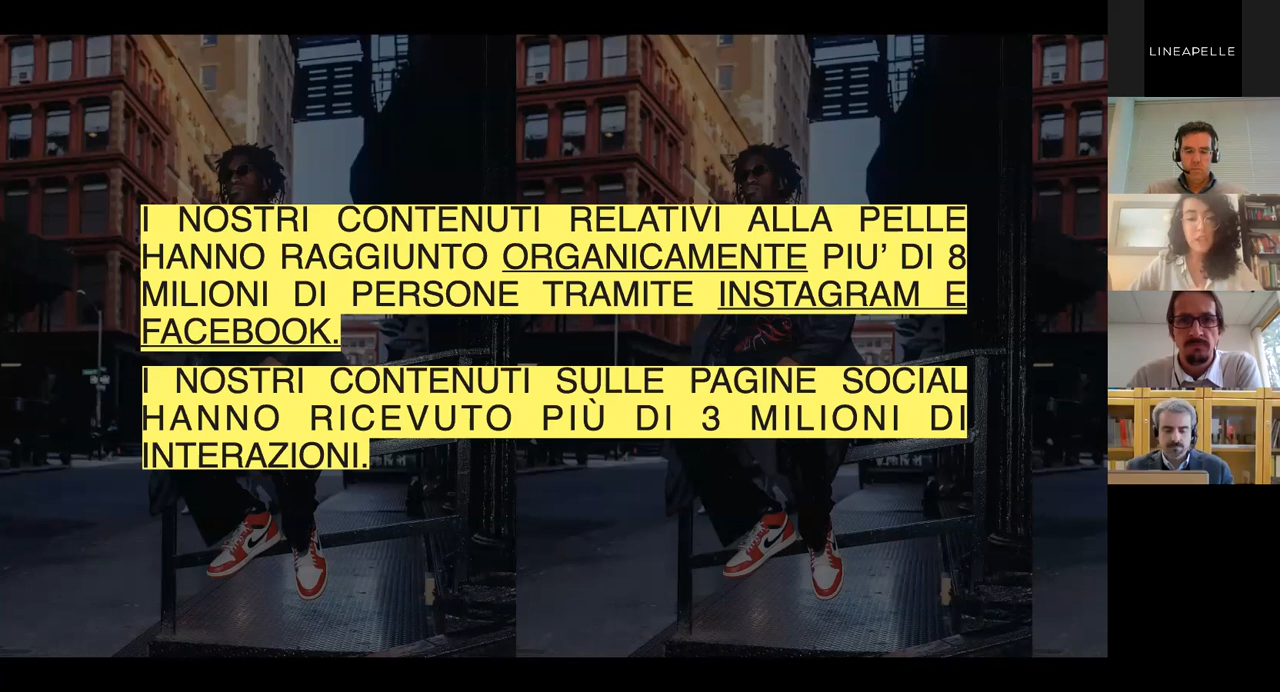 I NOSTRI CONTENUTI RELATIVI ALLA PELLE
HANNO RAGGIUNTO ORGANICAMENTE PIU’ DI 8
MILIONI DI PERSONE TRAMITE INSTAGRAM E
FACEBOOK.
I NOSTRI CONTENUTI SULLE PAGINE SOCIAL
HANNO RICEVUTO PIÙ DI 3 MILIONI DI
INTERAZIONI.
LINEAPELLE